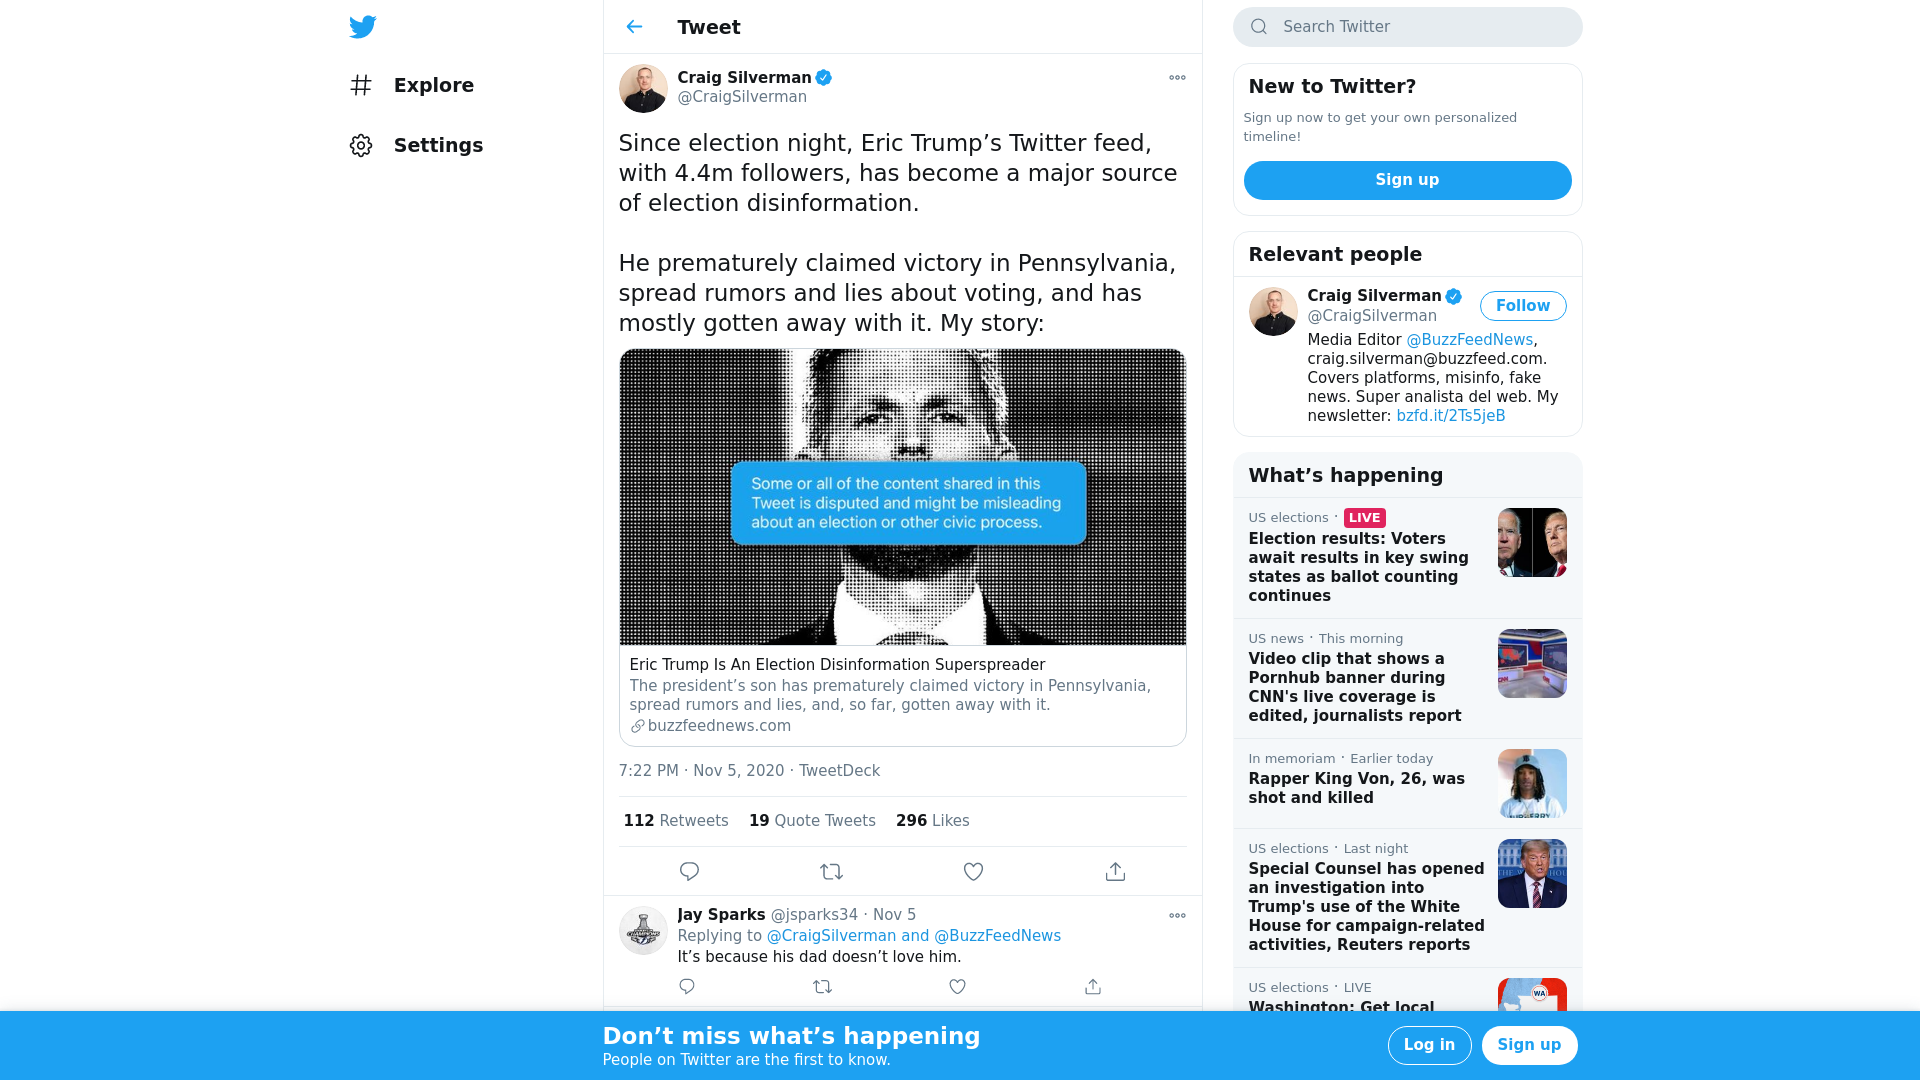 Explore
Settings
Tweet
Craig Silverman
@CraigSilverman
Since election night, Eric Trump’s Twitter feed,
with 4.4m followers, has become a major source
of election disinformation.
He prematurely claimed victory in Pennsylvania,
spread rumors and lies about voting, and has
mostly gotten away with it. My story:
Some or all of the content shared in this
Tweet is disputed and might be misleading
about an election or other civic process.
Eric Trump Is An Election Disinformation Superspreader
The president’s son has prematurely claimed victory in Pennsylvania,
spread rumors and lies, and, so far, gotten away with it.
buzzfeednews.com
7:22 PM · Nov 5, 2020 · TweetDeck
112 Retweets 19 Quote Tweets 296 Likes
Jay Sparks @jsparks34 · Nov 5
Replying to @CraigSilverman and @BuzzFeedNews
It’s because his dad doesn’t love him.
Search Twitter
New to Twitter?
Sign up now to get your own personalized
timeline!
Sign up
Relevant people
Craig Silverman
@CraigSilverman
Follow
Media Editor @BuzzFeedNews,
craig.silverman@buzzfeed.com.
Covers platforms, misinfo, fake
news. Super analista del web. My
newsletter: bzfd.it/2Ts5jeB
What’s happening
US elections · LIVE
Election results: Voters
await results in key swing
states as ballot counting
continues
US news · This morning
Video clip that shows a
Pornhub banner during
CNN's live coverage is
edited, journalists report
In memoriam · Earlier today
Rapper King Von, 26, was
shot and killed
US elections · Last night
Special Counsel has opened
an investigation into
Trump's use of the White
House for campaign-related
activities, Reuters reports
US elections · LIVE
Washington: Get local
WA
Don’t miss what’s happening
People on Twitter are the first to know.
Log in
Sign up